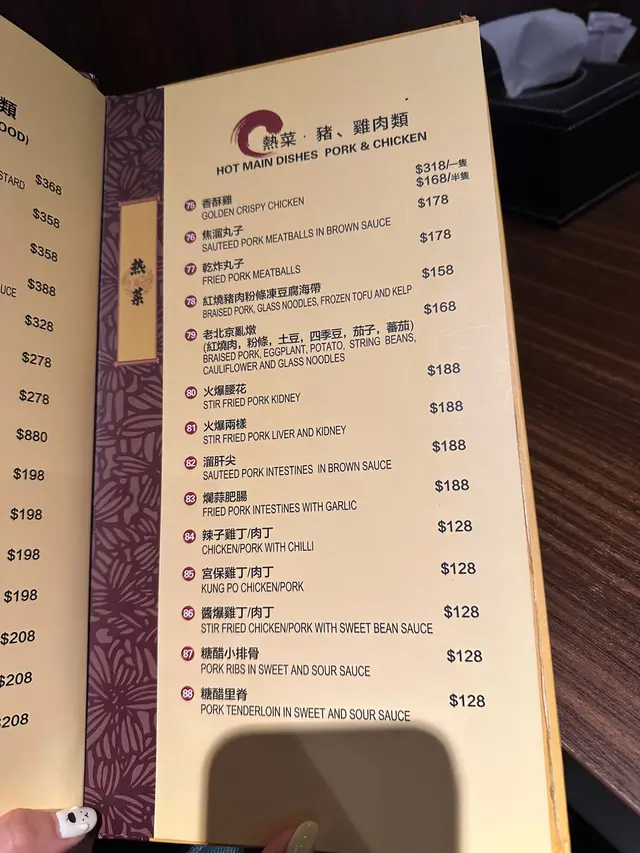 類
OOD)
STARD $368
$358
$358
UCE $388
$328
$278
$278
$880
$198
$198
$198
$198
$208
$208
$208
熱菜
熱菜·豬、雞肉類
HOT MAIN DISHES PORK & CHICKEN
$318/一隻
75 香酥雞 $168/半隻
GOLDEN CRISPY CHICKEN
76 焦溜丸子 $178
SAUTEED PORK MEATBALLS IN BROWN SAUCE
77 乾炸丸子 $178
FRIED PORK MEATBALLS
78 紅燒豬肉粉條凍豆腐海帶 $158
BRAISED PORK, GLASS NOODLES, FROZEN TOFU AND KELP
79 老北京亂燉 $168
(紅燒肉，粉條，土豆，四季豆，茄子，蕃茄)
BRAISED PORK, EGGPLANT, POTATO, STRING BEANS,
CAULIFLOWER AND GLASS NOODLES
80 火爆腰花 $188
STIR FRIED PORK KIDNEY
81 火爆兩樣 $188
STIR FRIED PORK LIVER AND KIDNEY
82 溜肝尖 $188
SAUTEED PORK INTESTINES IN BROWN SAUCE
83 爛蒜肥腸 $188
FRIED PORK INTESTINES WITH GARLIC
84 辣子雞丁/肉丁 $128
CHICKEN/PORK WITH CHILLI
85 宮保雞丁/肉丁 $128
KUNG PO CHICKEN/PORK
86 醬爆雞丁/肉丁 $128
STIR FRIED CHICKEN/PORK WITH SWEET BEAN SAUCE
87 糖醋小排骨 $128
PORK RIBS IN SWEET AND SOUR SAUCE
88 糖醋里脊 $128
PORK TENDERLOIN IN SWEET AND SOUR SAUCE